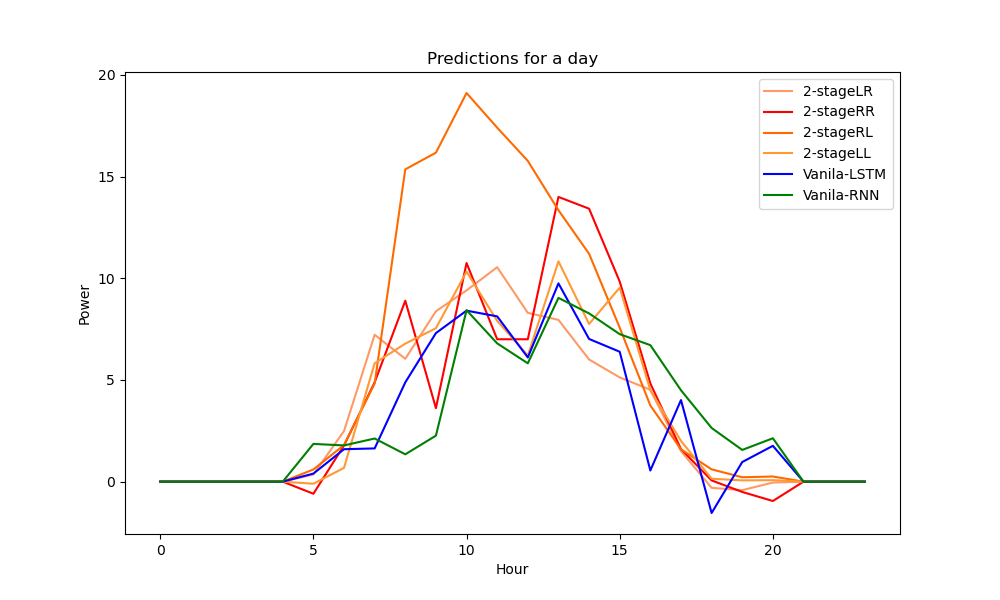 Predictions for a day
20
15
10
5
0
Power
0 5 10 15 20
Hour
2-stageLR
2-stageRR
2-stageRL
2-stageLL
Vanila-LSTM
Vanila-RNN